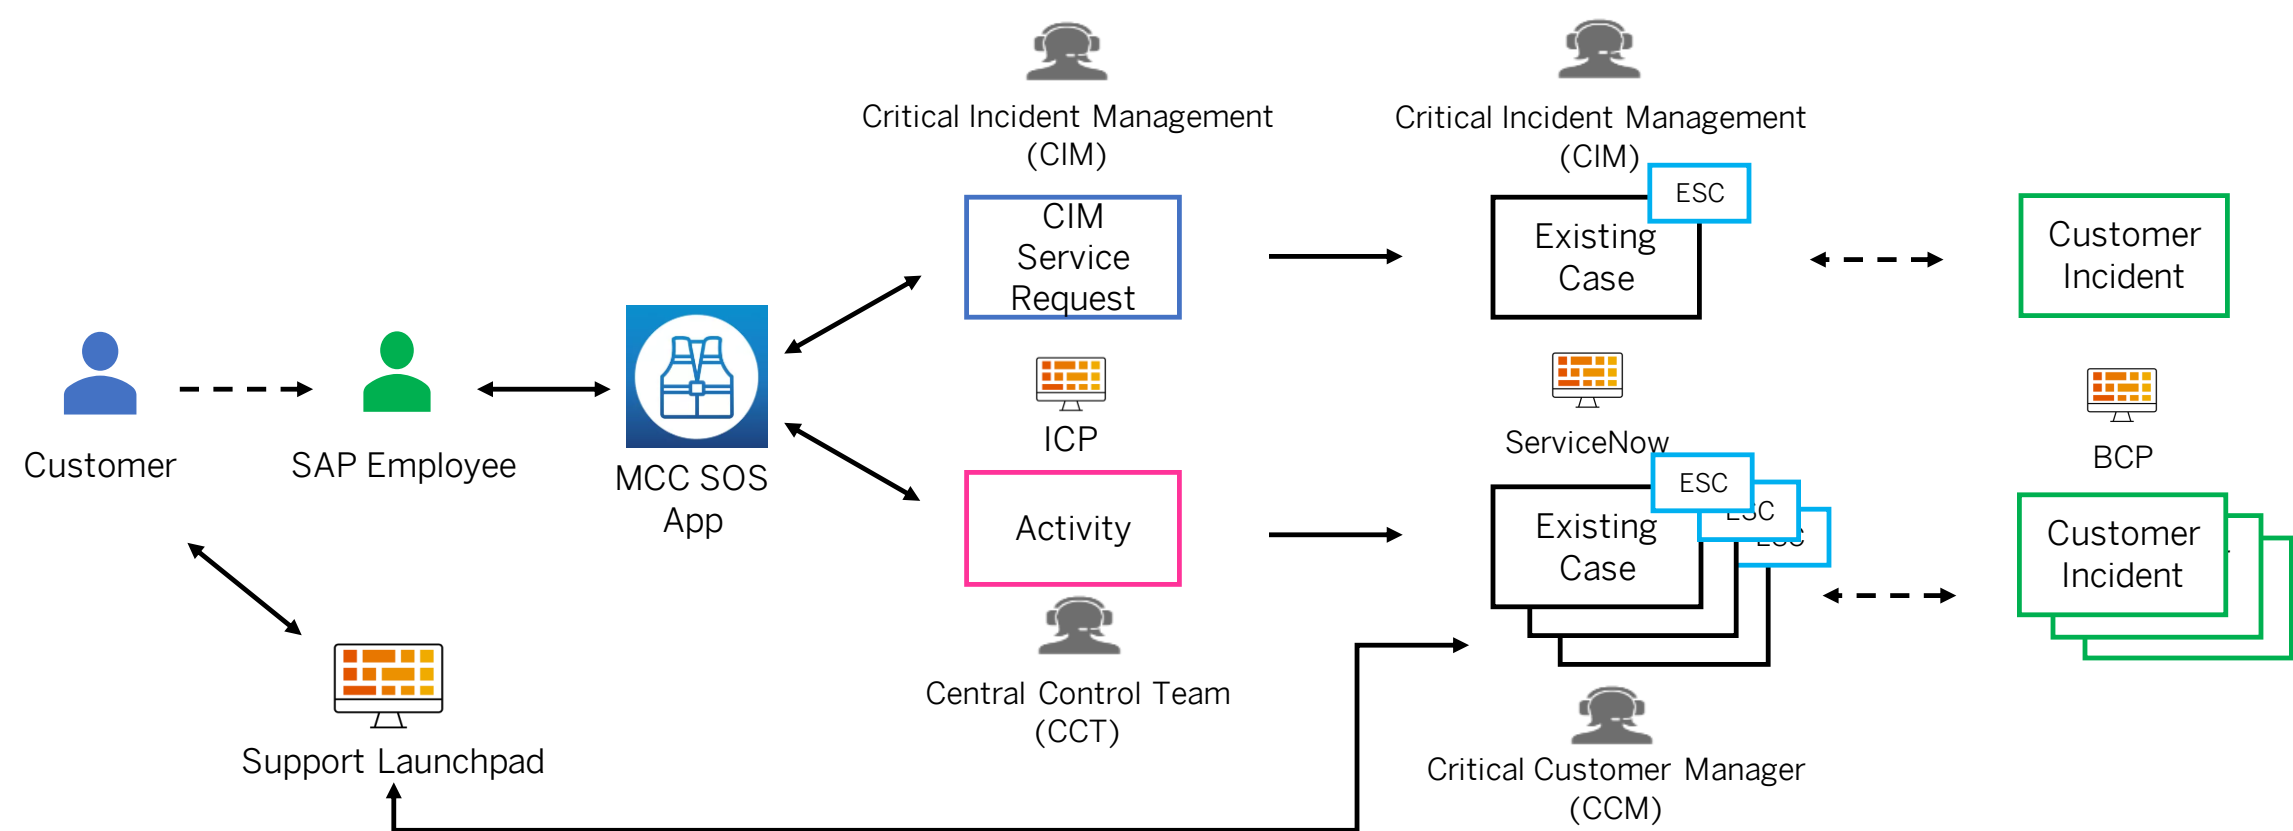 Critical Incident Management
(CIM)
Critical Incident Management
(CIM)
CIM
Service
Request
ESC
Existing
Case
Customer
Incident
Customer
SAP Employee
MCC SOS
App
ICP
ServiceNow
BCP
Activity
ESC
ESC
ESC
Existing
Case
Customer
Incident
Central Control Team
(CCT)
Support Launchpad
Critical Customer Manager
(CCM)